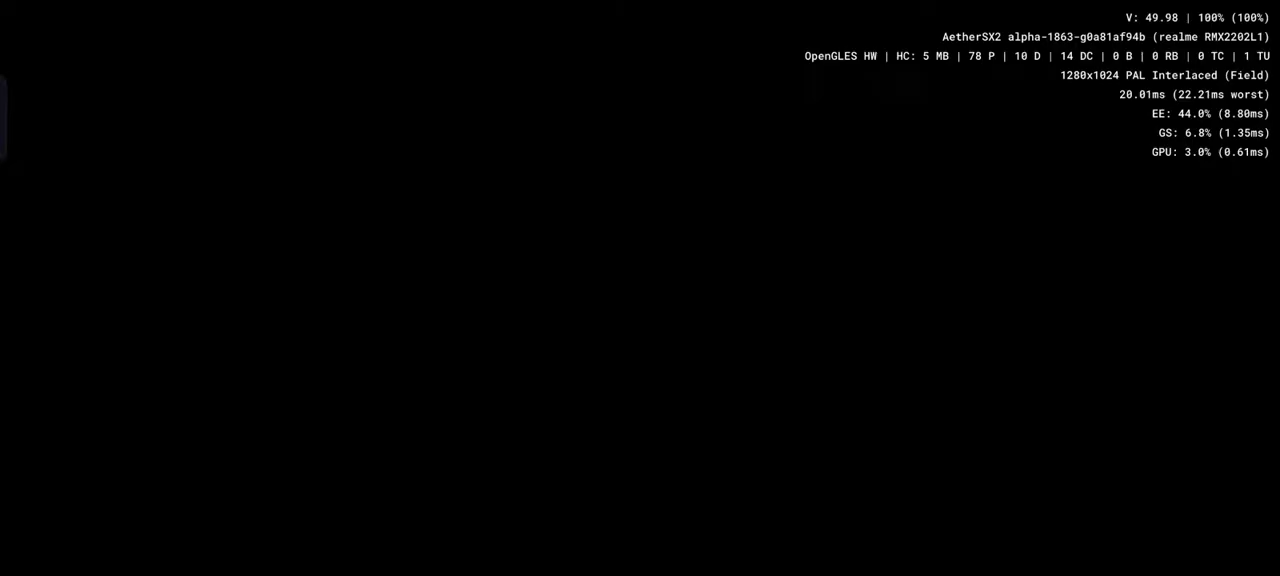 V: 49.98 | 100% (100%)
AetherSX2 alpha-1863-g0a81af94b (realme RMX2202L1)
OpenGLES HW | HC: 5 MB | 78 P | 10 D | 14 DC | 0 B | 0 RB | 0 TC | 1 TU
1280x1024 PAL Interlaced (Field)
20.01ms (22.21ms worst)
EE: 44.0% (8.80ms)
GS: 6.8% (1.35ms)
GPU: 3.0% (0.61ms)